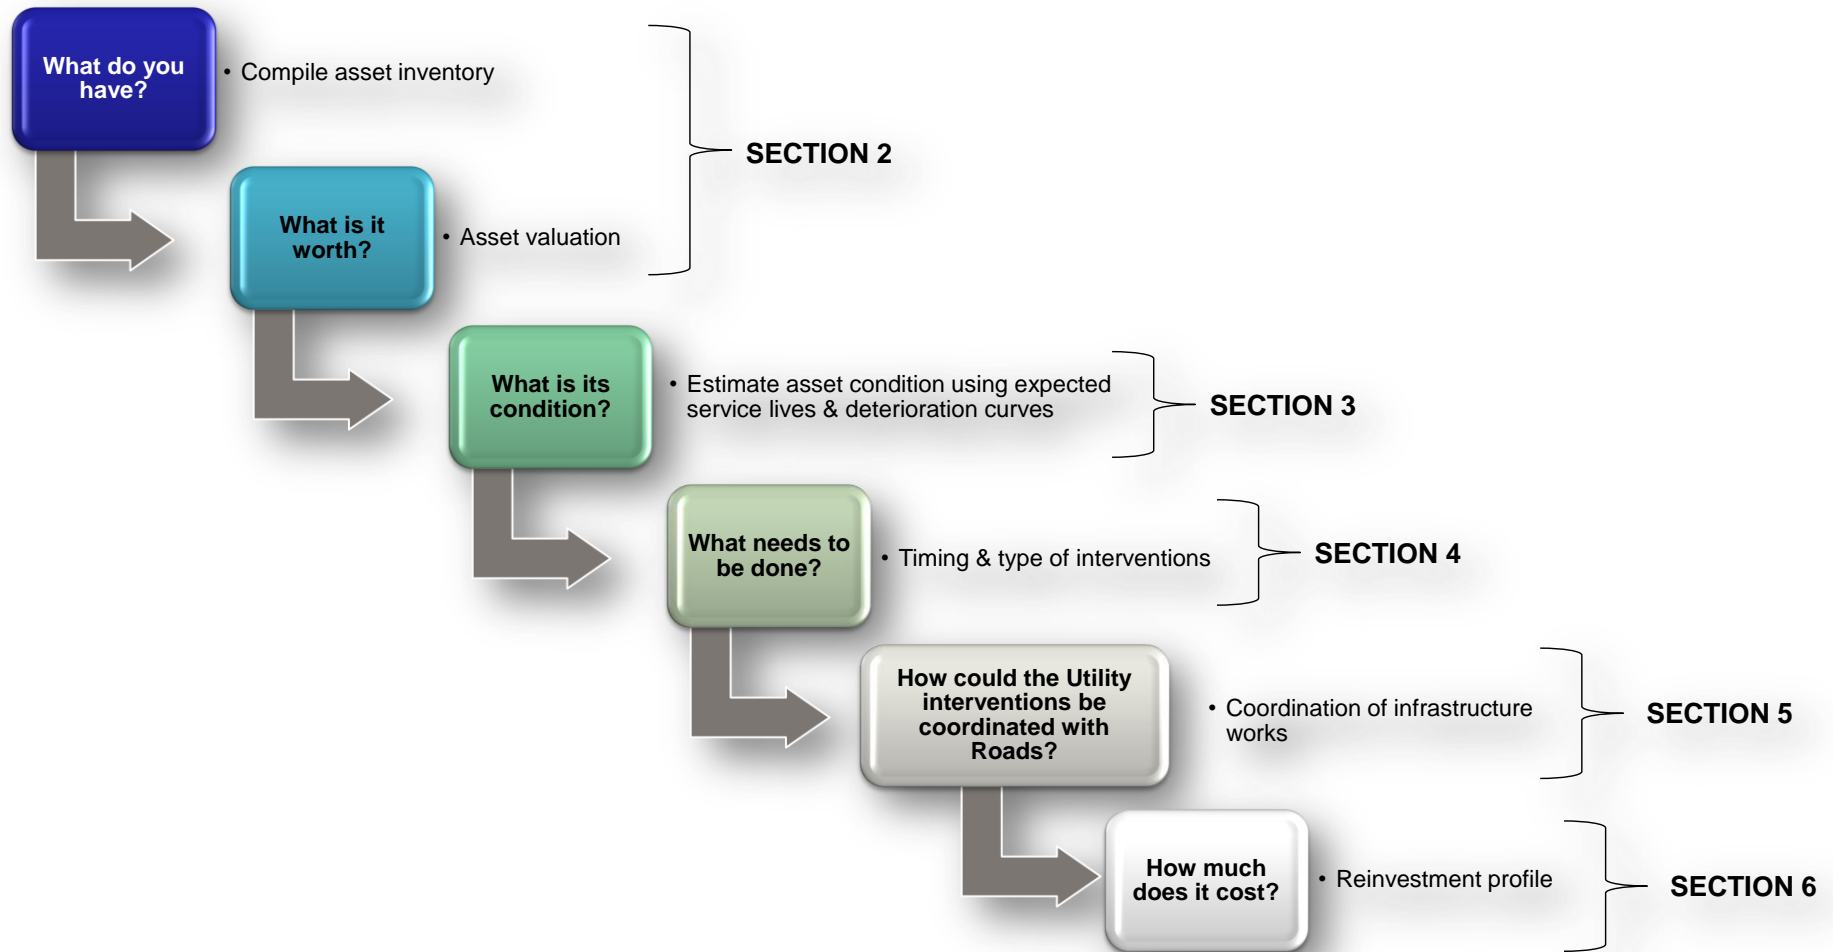 What do you
have?
• Compile asset inventory
SECTION 2
What is it
worth?
• Asset valuation
What is its
condition?
• Estimate asset condition using expected
service lives & deterioration curves
SECTION 3
What needs to
be done?
• Timing & type of interventions
SECTION 4
How could the Utility
interventions be
coordinated with
Roads?
• Coordination of infrastructure
works
SECTION 5
How much
does it cost?
• Reinvestment profile
SECTION 6